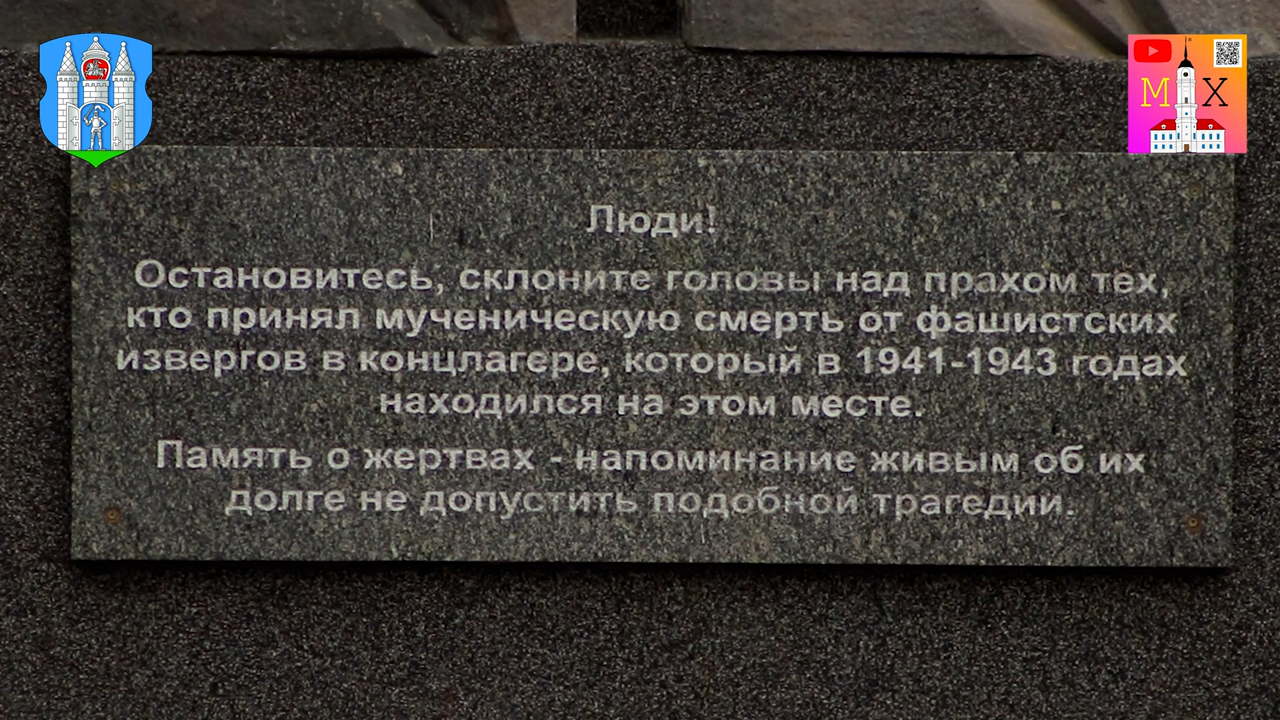 M X
Люди!
Остановитесь, склоните головы над прахом тех,
кто принял мученическую смерть от фашистских
извергов в концлагере, который в 1941-1943 годах
находился на этом месте.
Память о жертвах - напоминание живым об их
долге не допустить подобной трагедии.